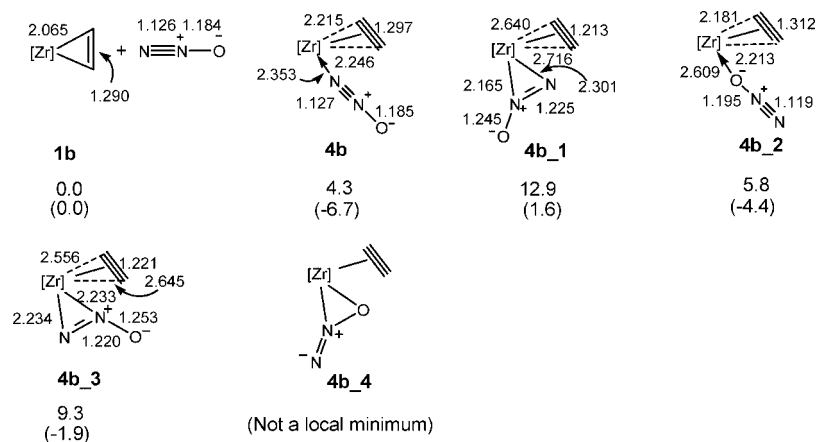 2.065
[Zr]
1.290
+
1.126 1.184
N≡N⁺—O⁻
1b
0.0
(0.0)
2.215
1.297
[Zr]
2.246
2.353
N
1.127
N⁺
1.185
O⁻
4b
4.3
(-6.7)
2.640
1.213
[Zr]
2.716
2.165
N
2.301
1.245
N⁺
1.225
⁻O
4b_1
12.9
(1.6)
2.181
1.312
[Zr]
2.213
2.609
O⁻
1.195
N⁺
1.119
N
4b_2
5.8
(-4.4)
2.556
1.221
[Zr]
2.645
2.233
2.234
N⁺
1.253
N
1.220
O⁻
4b_3
9.3
(-1.9)
[Zr]
O
N⁺
⁻N
4b_4
(Not a local minimum)